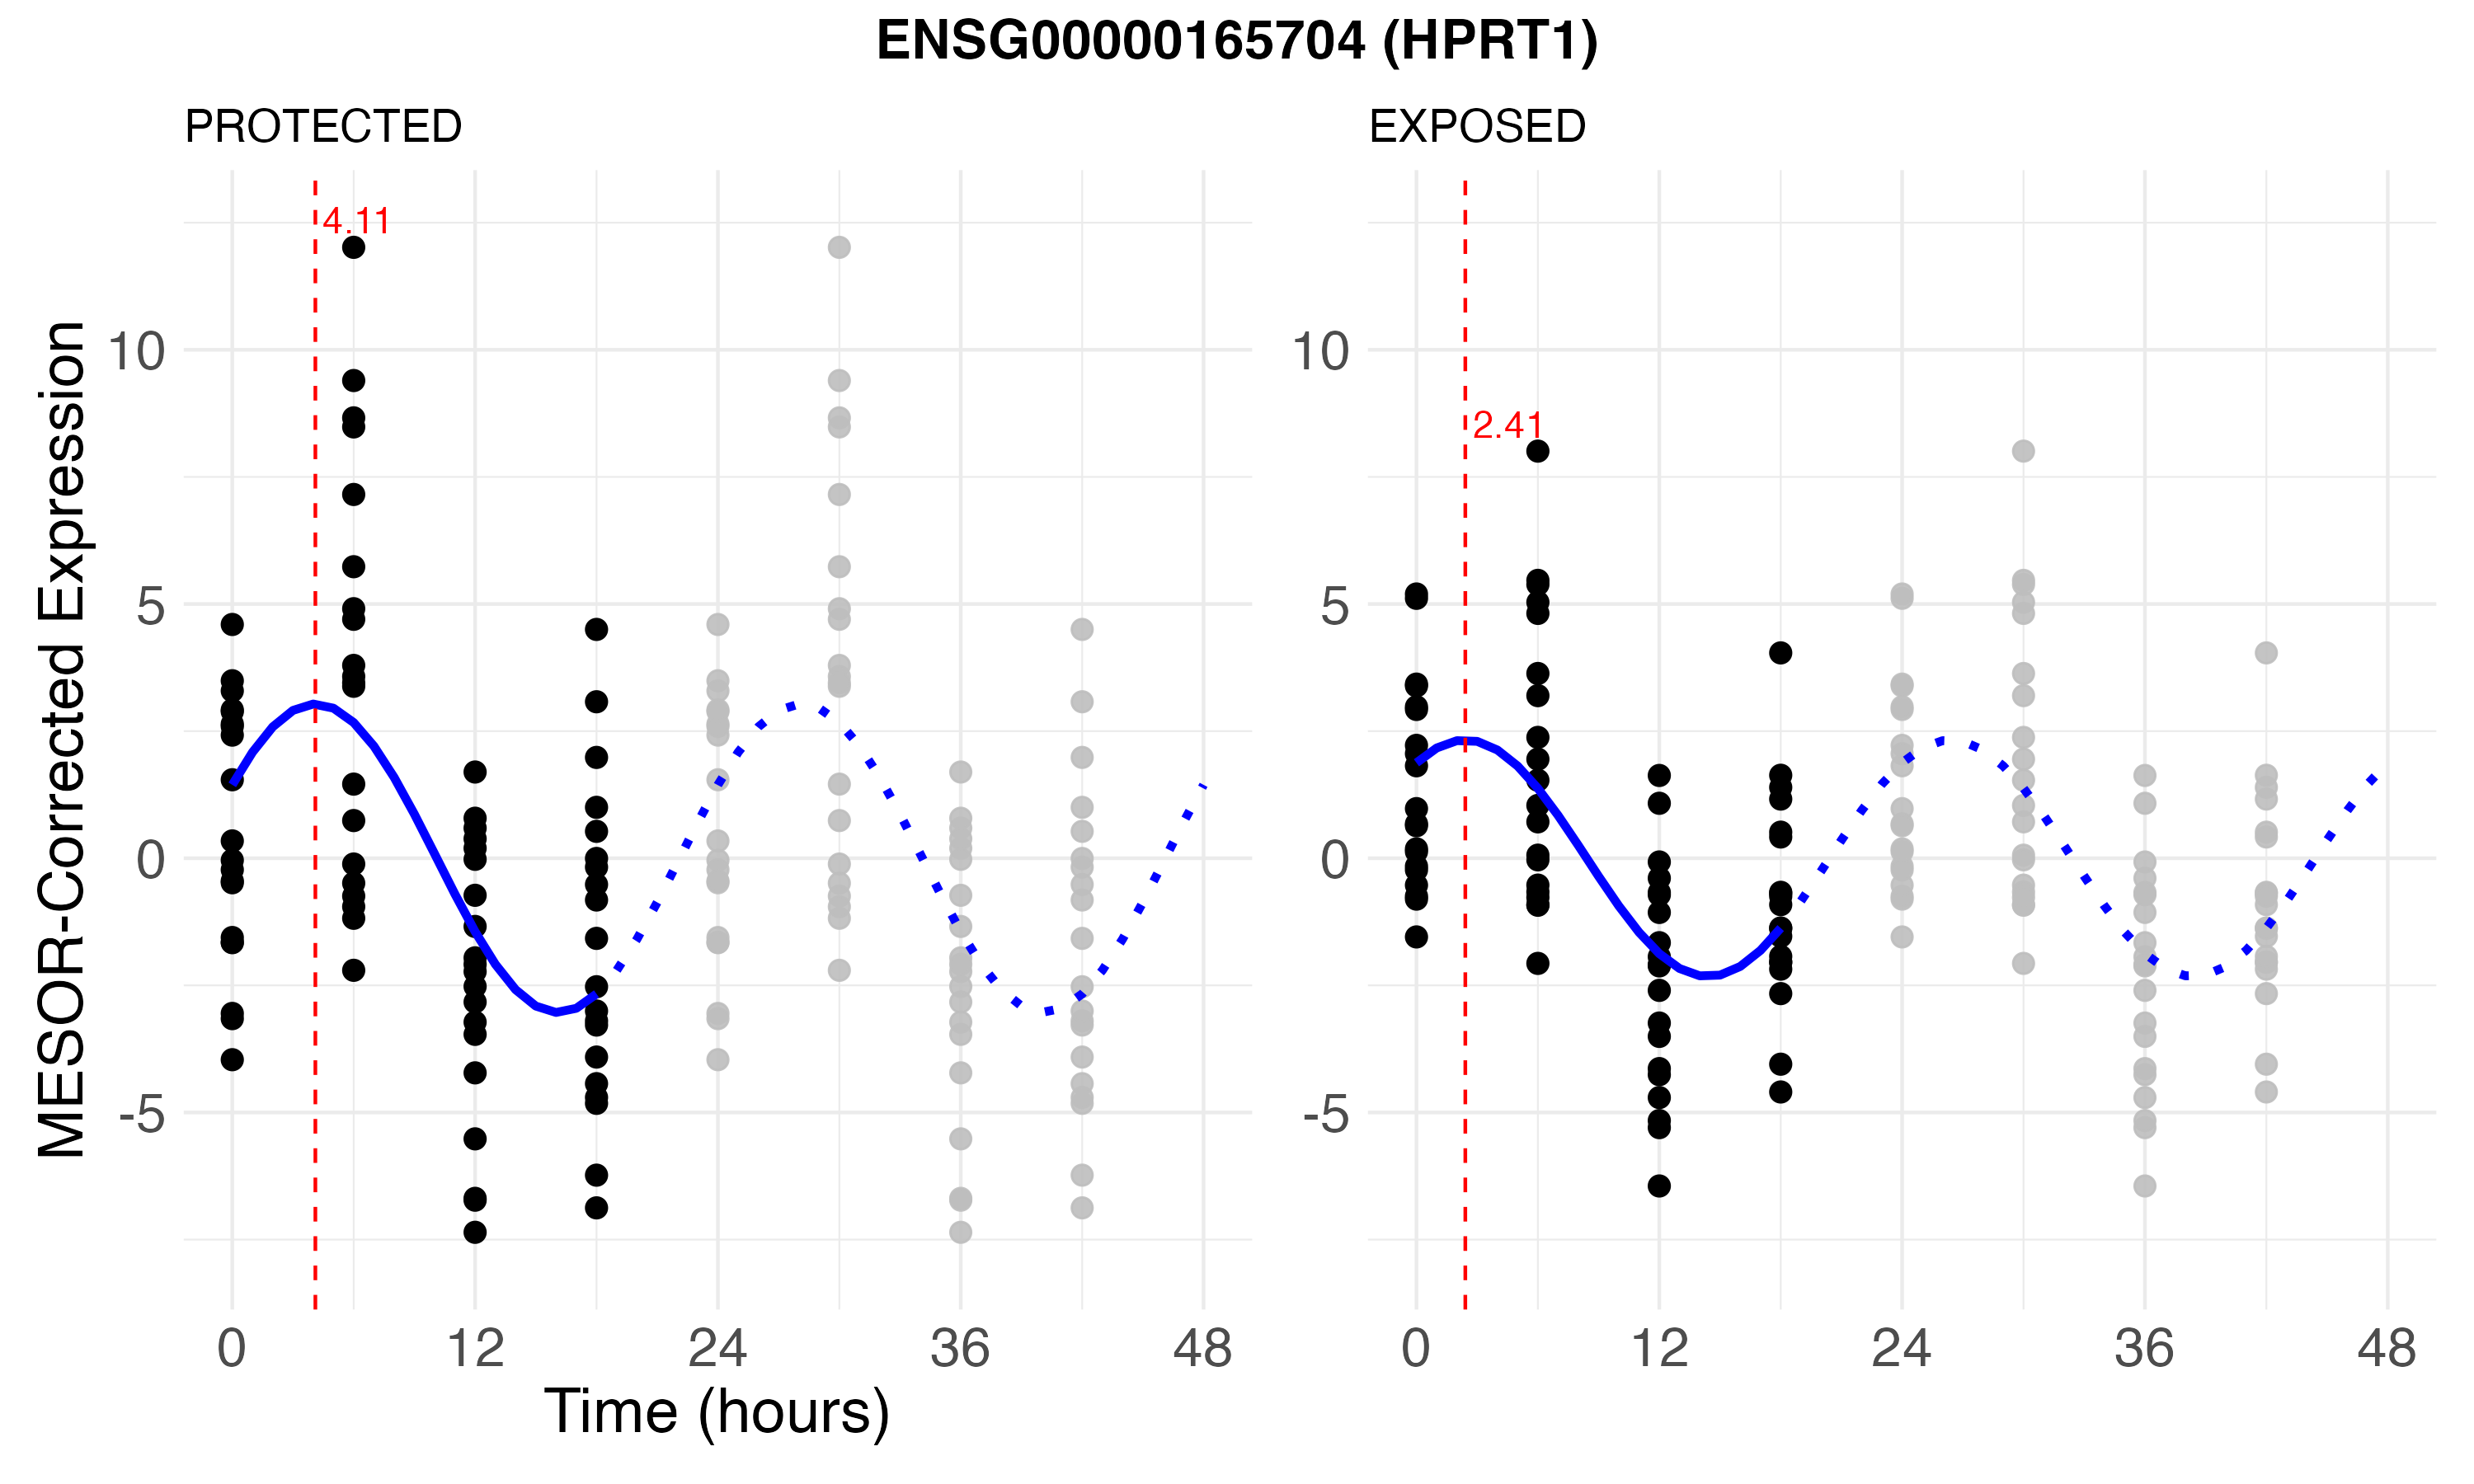 ENSG00000165704 (HPRT1)
PROTECTED
EXPOSED
4.11
2.41
MESOR-Corrected Expression
10
5
0
-5
10
5
0
-5
0 12 24 36 48
0 12 24 36 48
Time (hours)